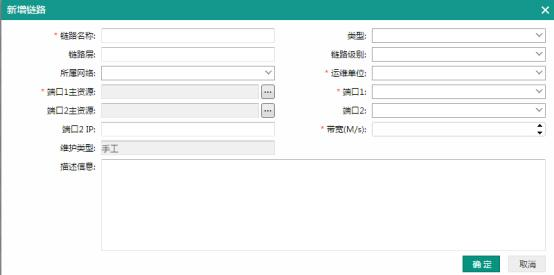 新增链路
* 链路名称: 类型:
链路层: 链路级别:
所属网络: * 运维单位:
* 端口1主资源: ... * 端口1:
端口2主资源: ... 端口2:
端口2 IP: * 带宽(M/s):
维护类型: 手工
描述信息:
确 定 取消